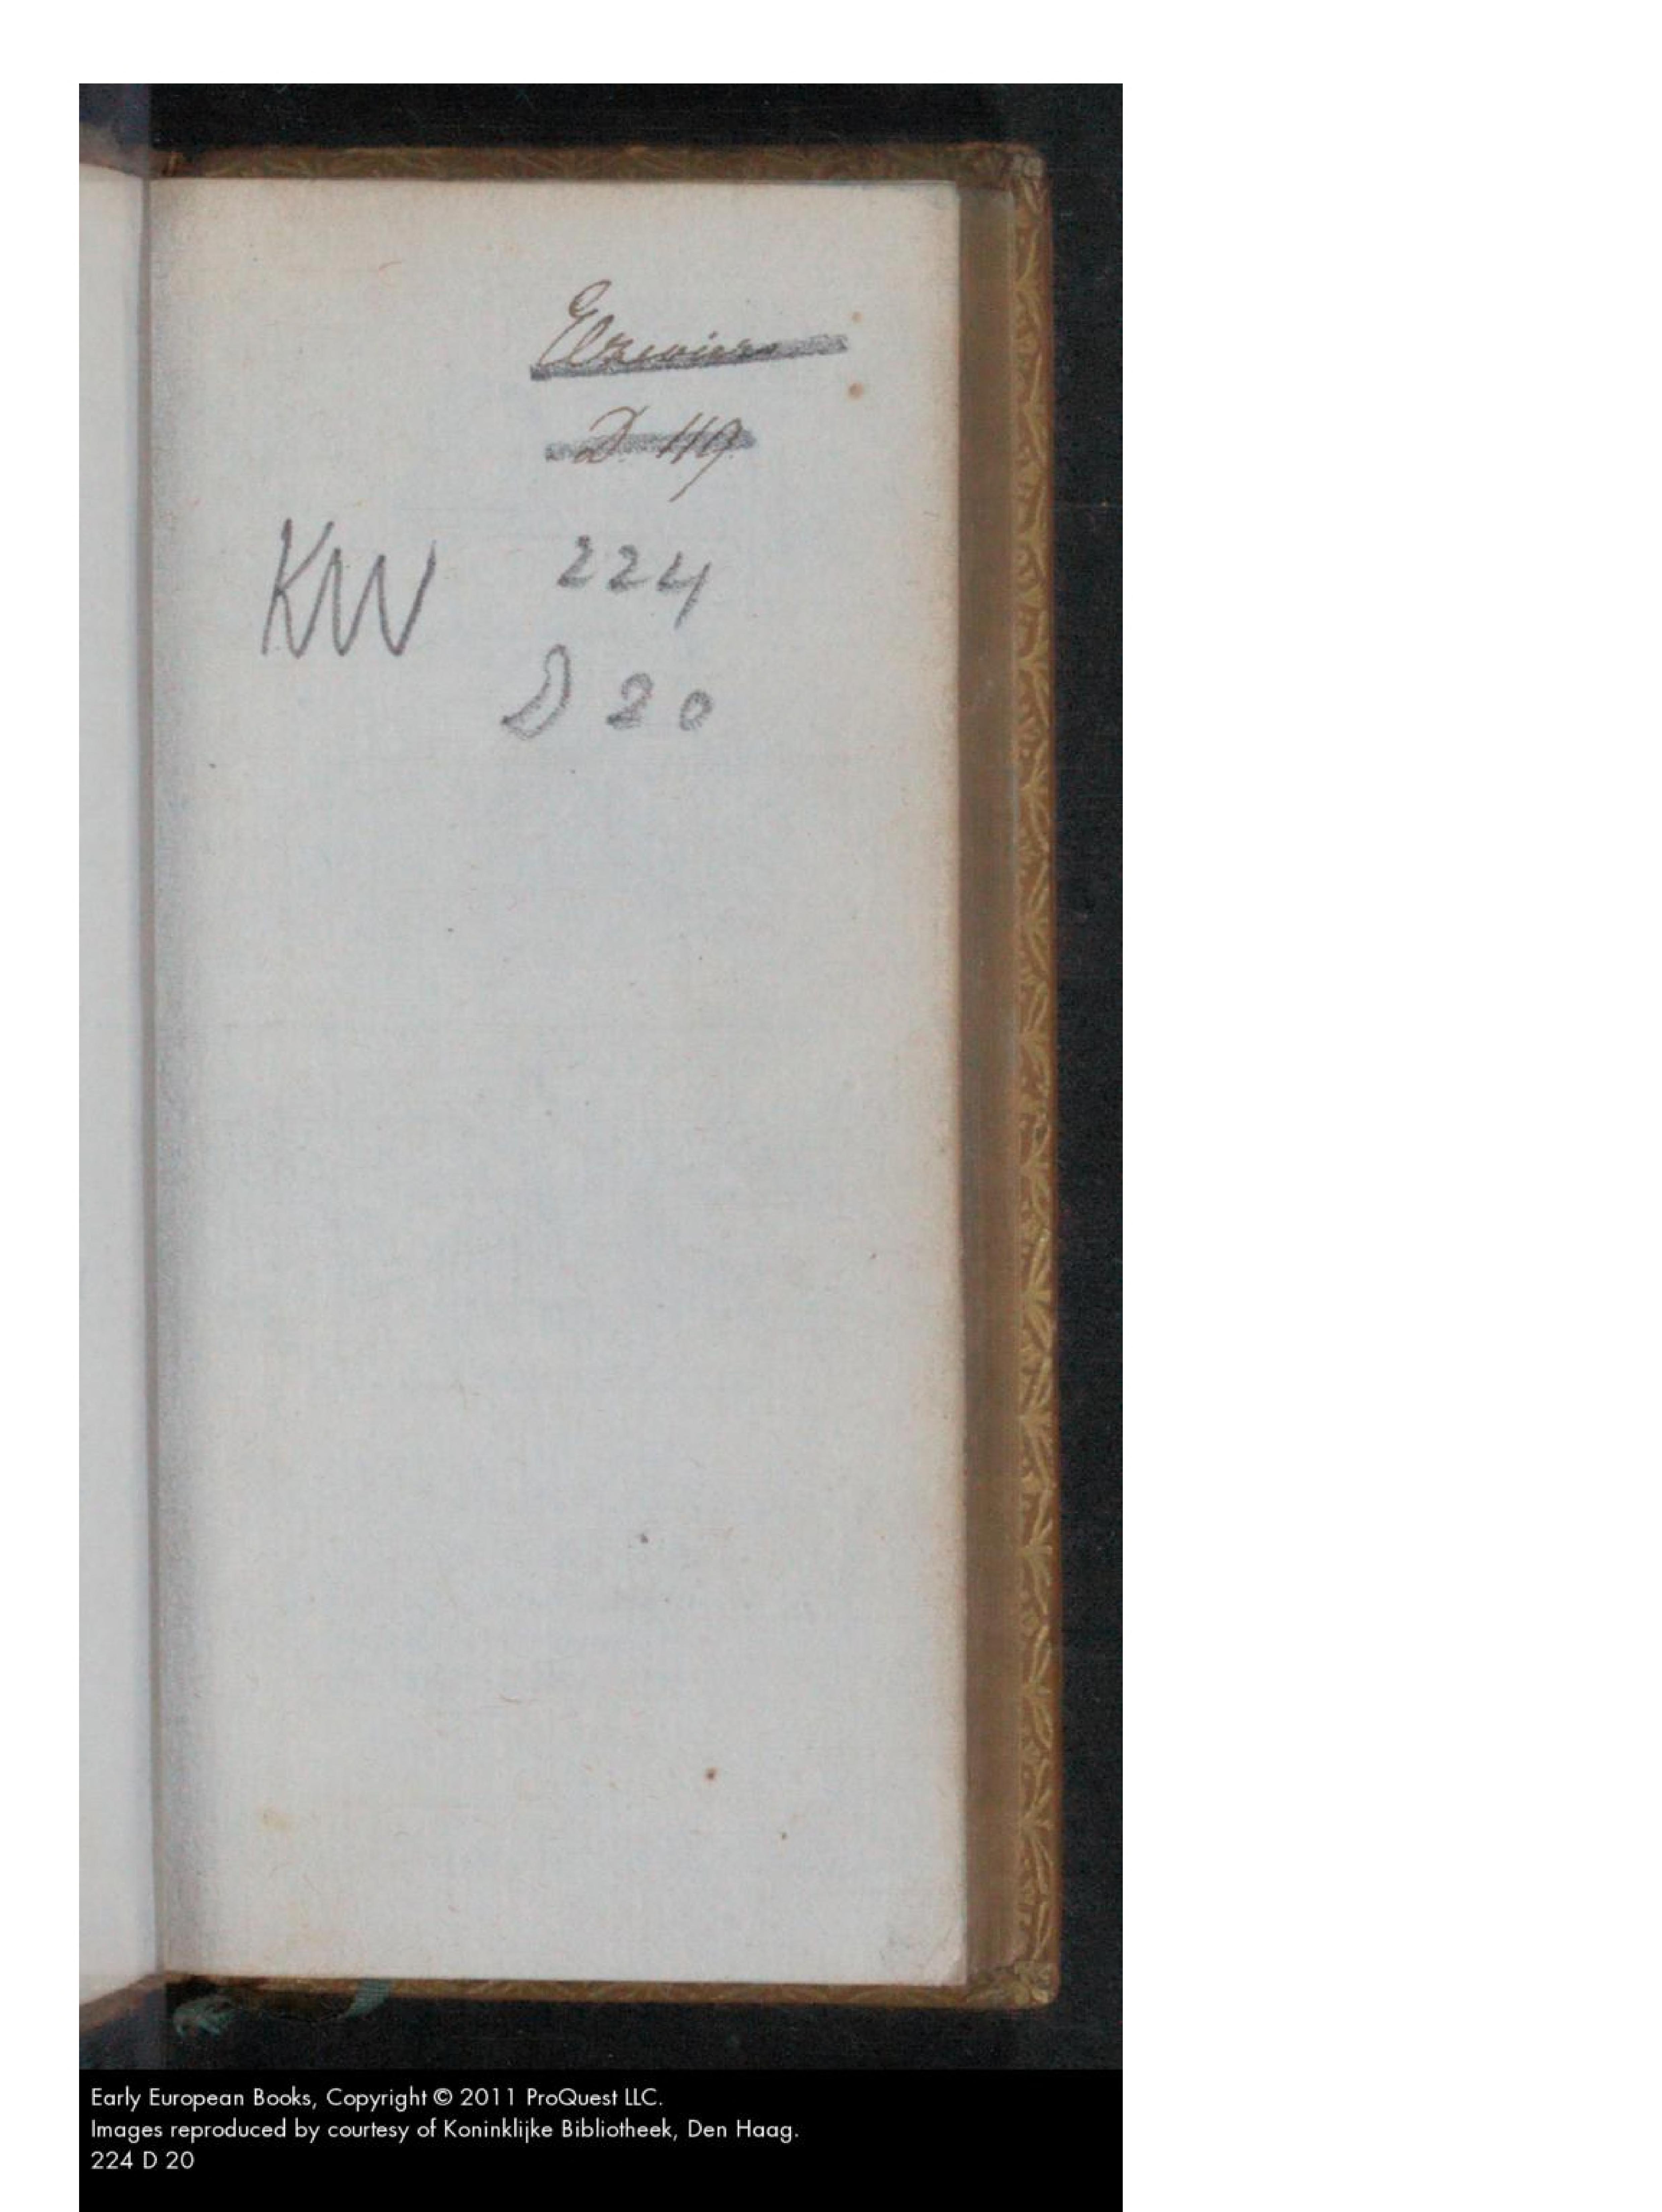 Elzevier
D. 119.
KW 224
D 20
Early European Books, Copyright © 2011 ProQuest LLC.
Images reproduced by courtesy of Koninklijke Bibliotheek, Den Haag.
224 D 20